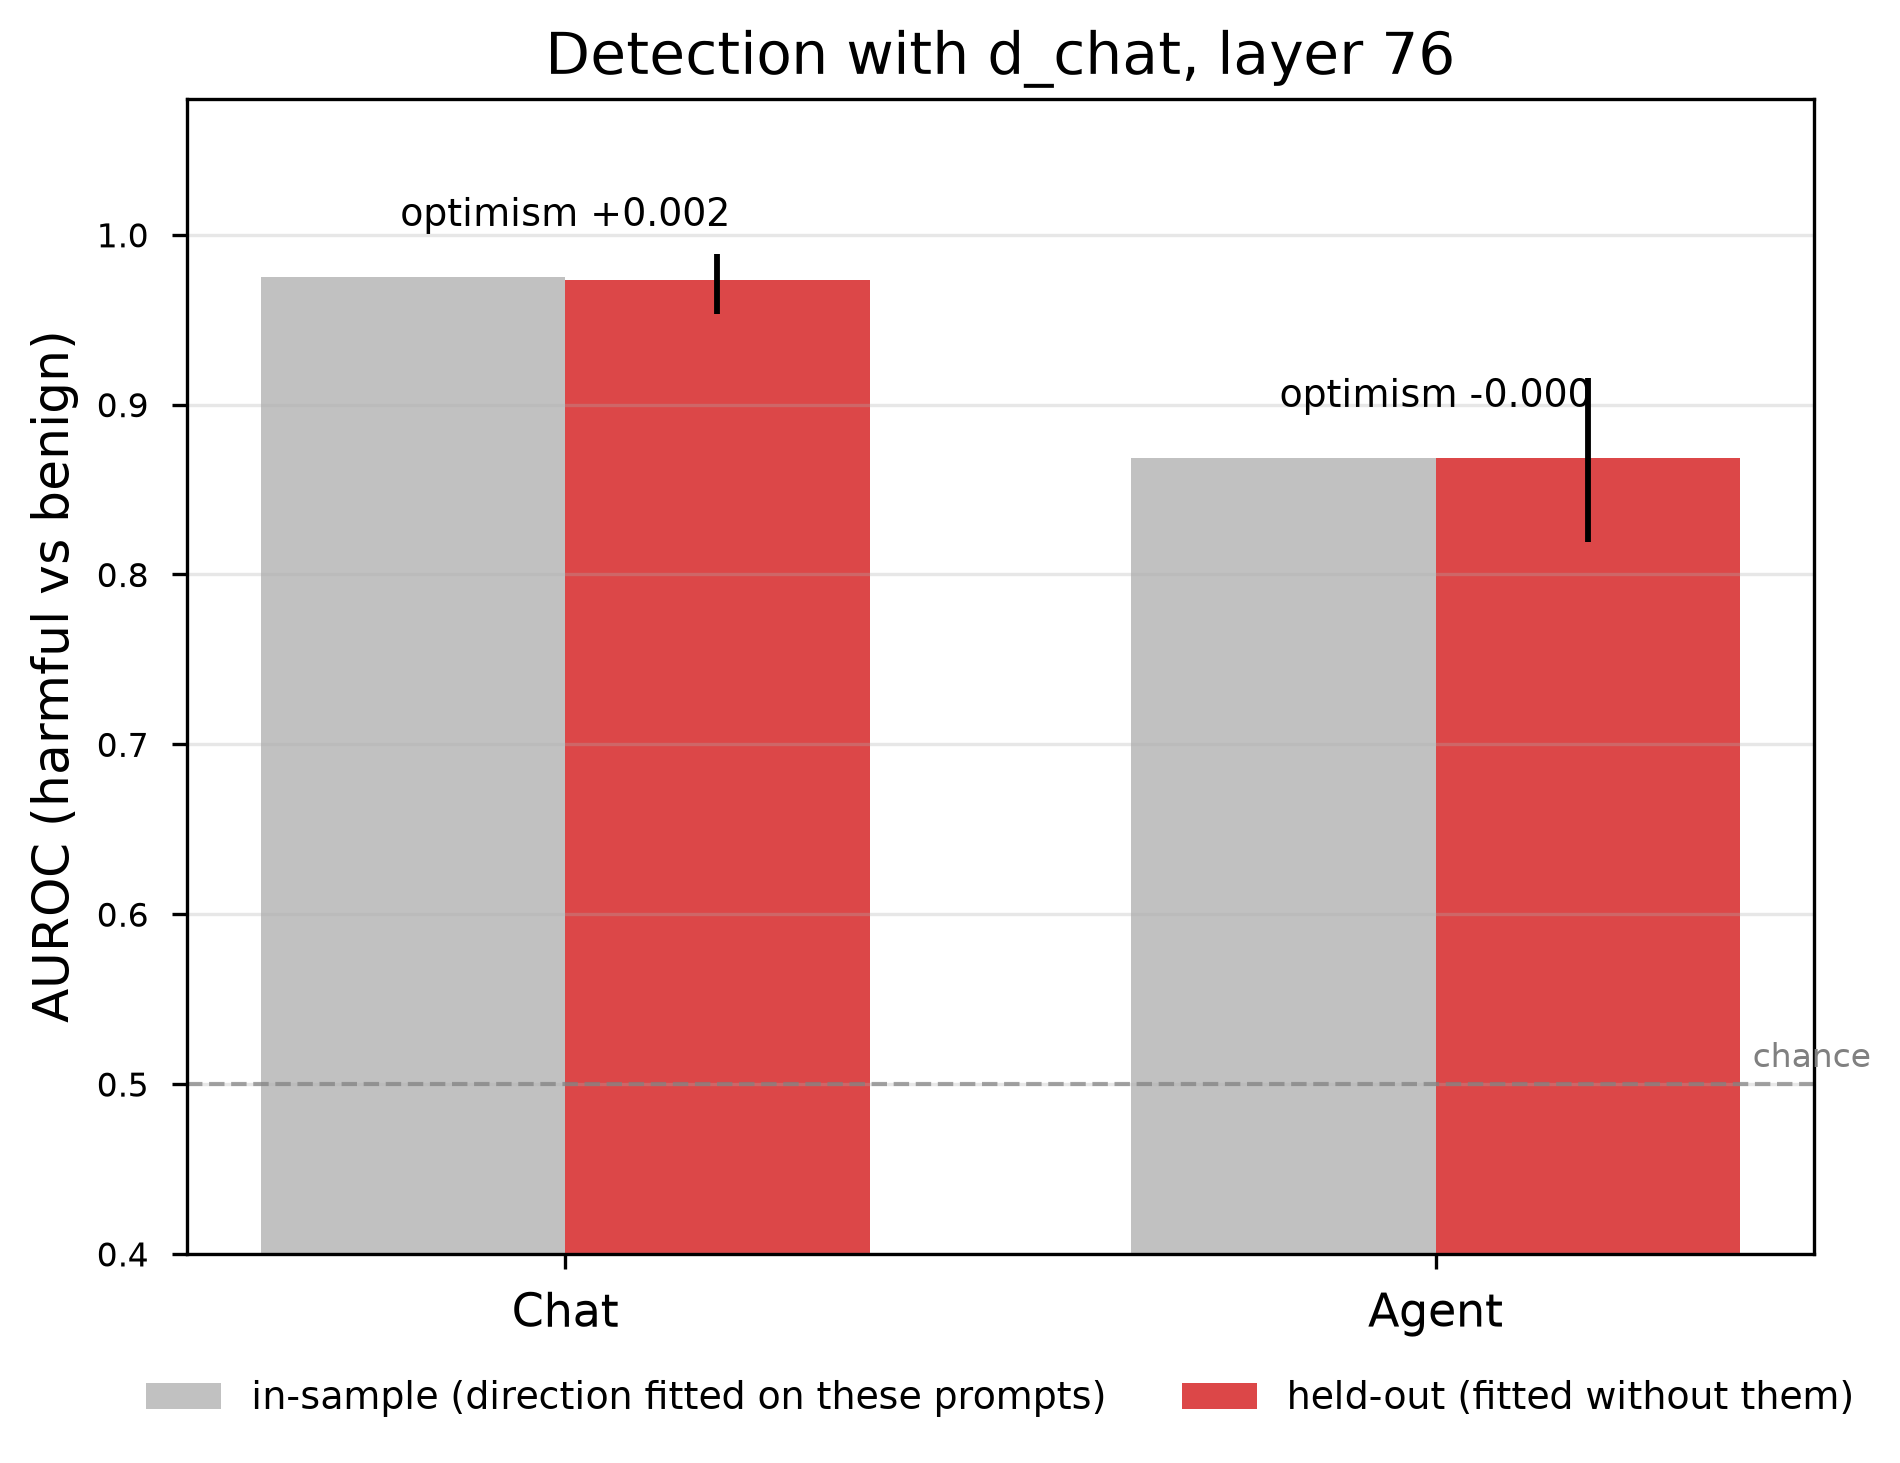 Detection with d_chat, layer 76
AUROC (harmful vs benign)
1.0
0.9
0.8
0.7
0.6
0.5
0.4
optimism +0.002
optimism -0.000
chance
Chat
Agent
in-sample (direction fitted on these prompts)
held-out (fitted without them)